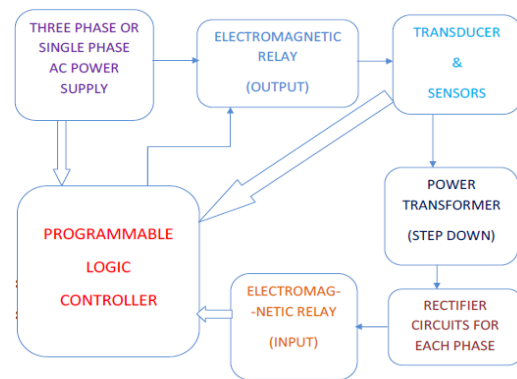 THREE PHASE OR
SINGLE PHASE
AC POWER
SUPPLY
ELECTROMAGNETIC
RELAY
(OUTPUT)
TRANSDUCER
&
SENSORS
POWER
TRANSFORMER
(STEP DOWN)
PROGRAMMABLE
LOGIC
CONTROLLER
ELECTROMAG-
-NETIC RELAY
(INPUT)
RECTIFIER
CIRCUITS FOR
EACH PHASE